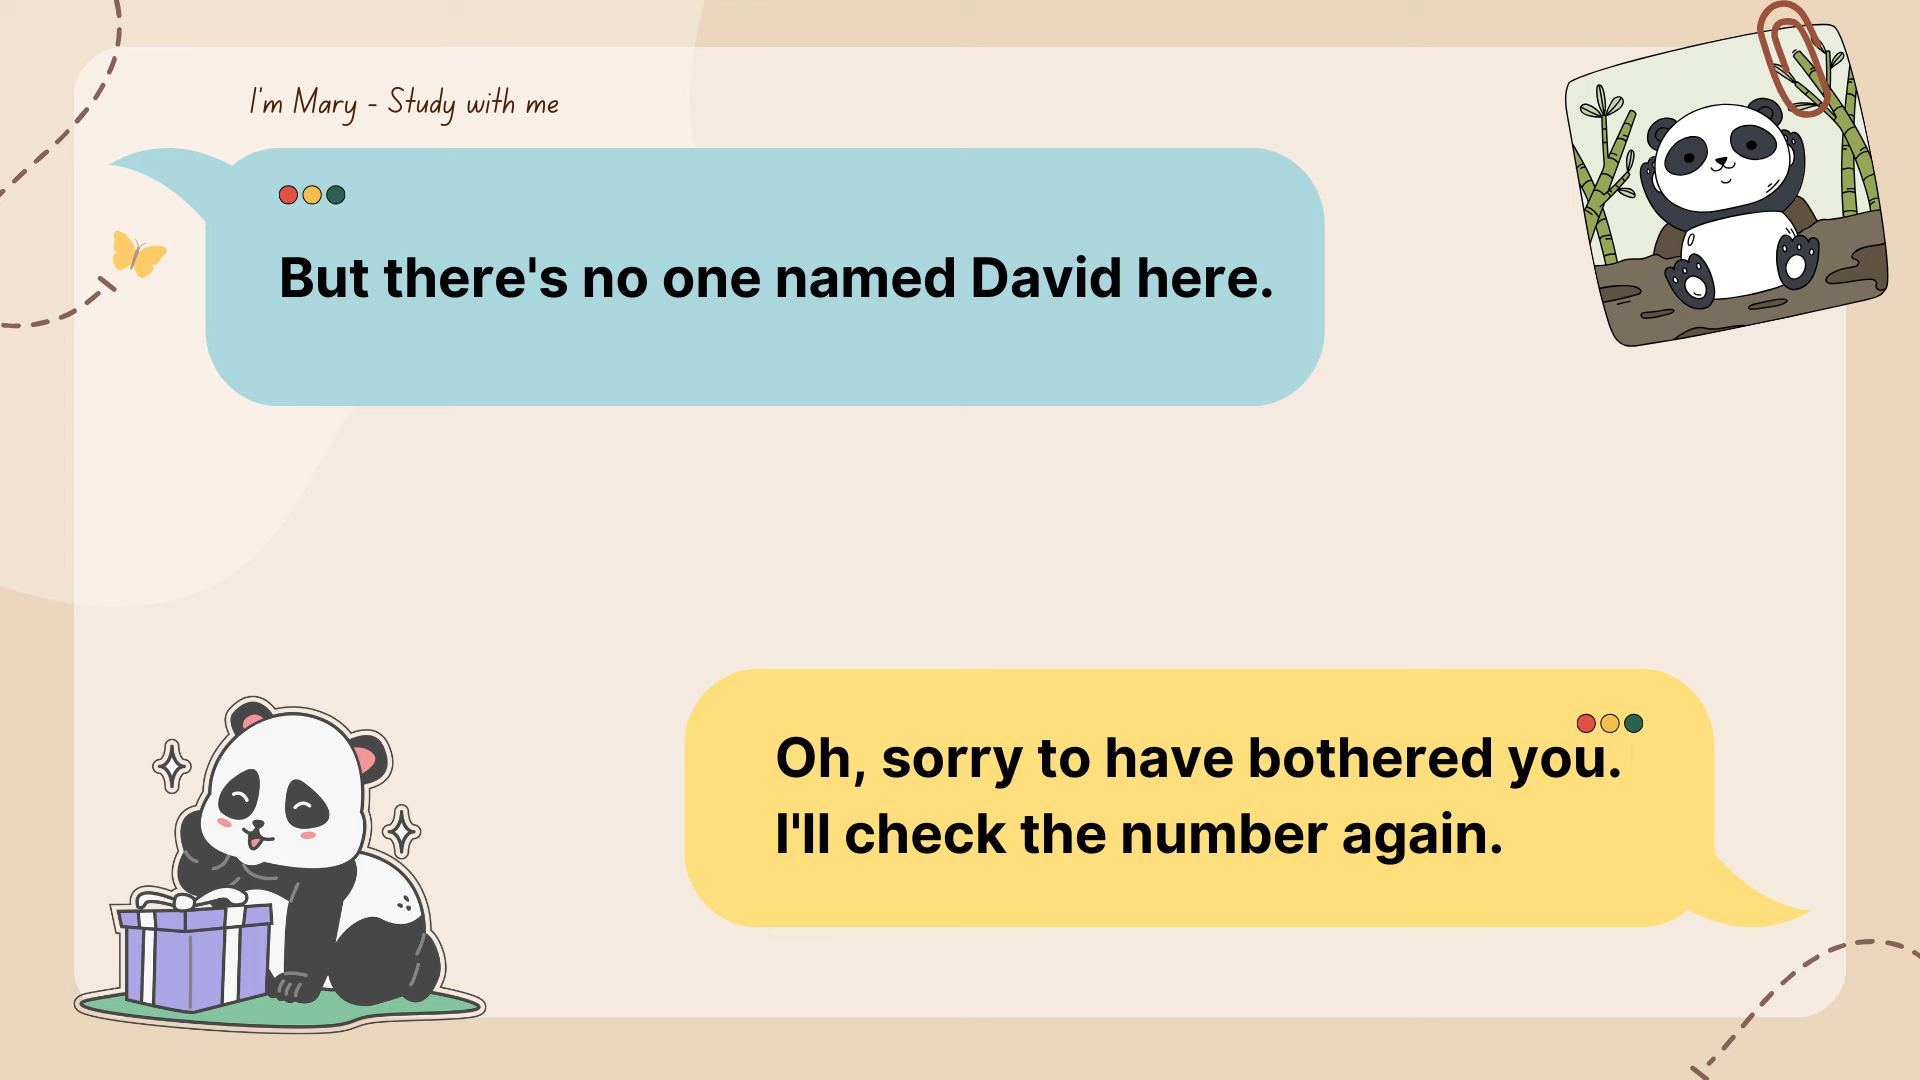 I'm Mary - Study with me
But there's no one named David here.
Oh, sorry to have bothered you.
I'll check the number again.